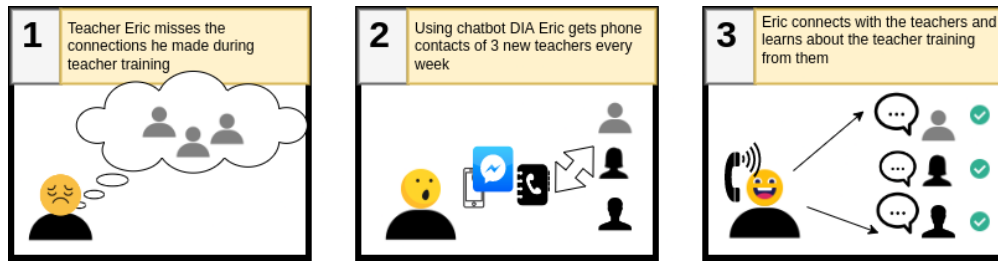 1
Teacher Eric misses the
connections he made during
teacher training
2
Using chatbot DIA Eric gets phone
contacts of 3 new teachers every
week
3
Eric connects with the teachers and
learns about the teacher training
from them